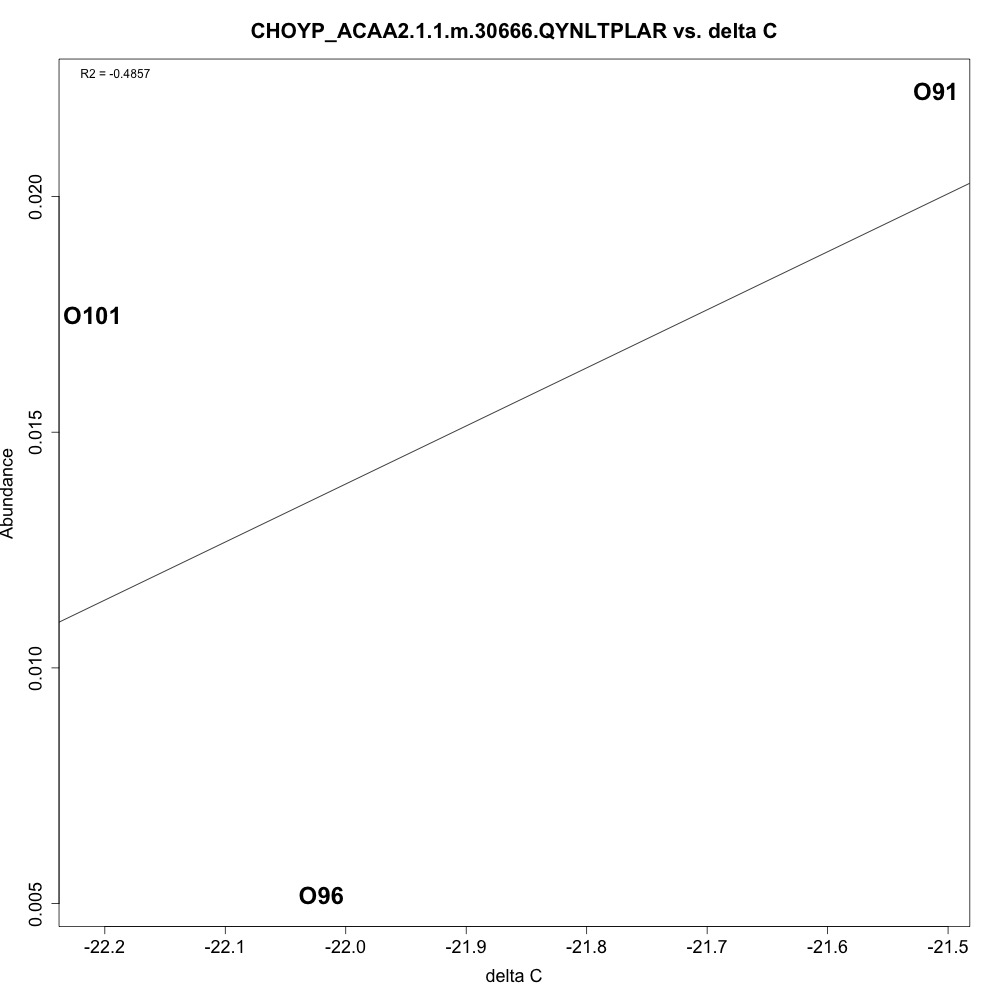 CHOYP_ACAA2.1.1.m.30666.QYNLTPLAR vs. delta C
R2 = -0.4857
O91
O101
O96
Abundance
0.020
0.015
0.010
0.005
-22.2 -22.1 -22.0 -21.9 -21.8 -21.7 -21.6 -21.5
delta C